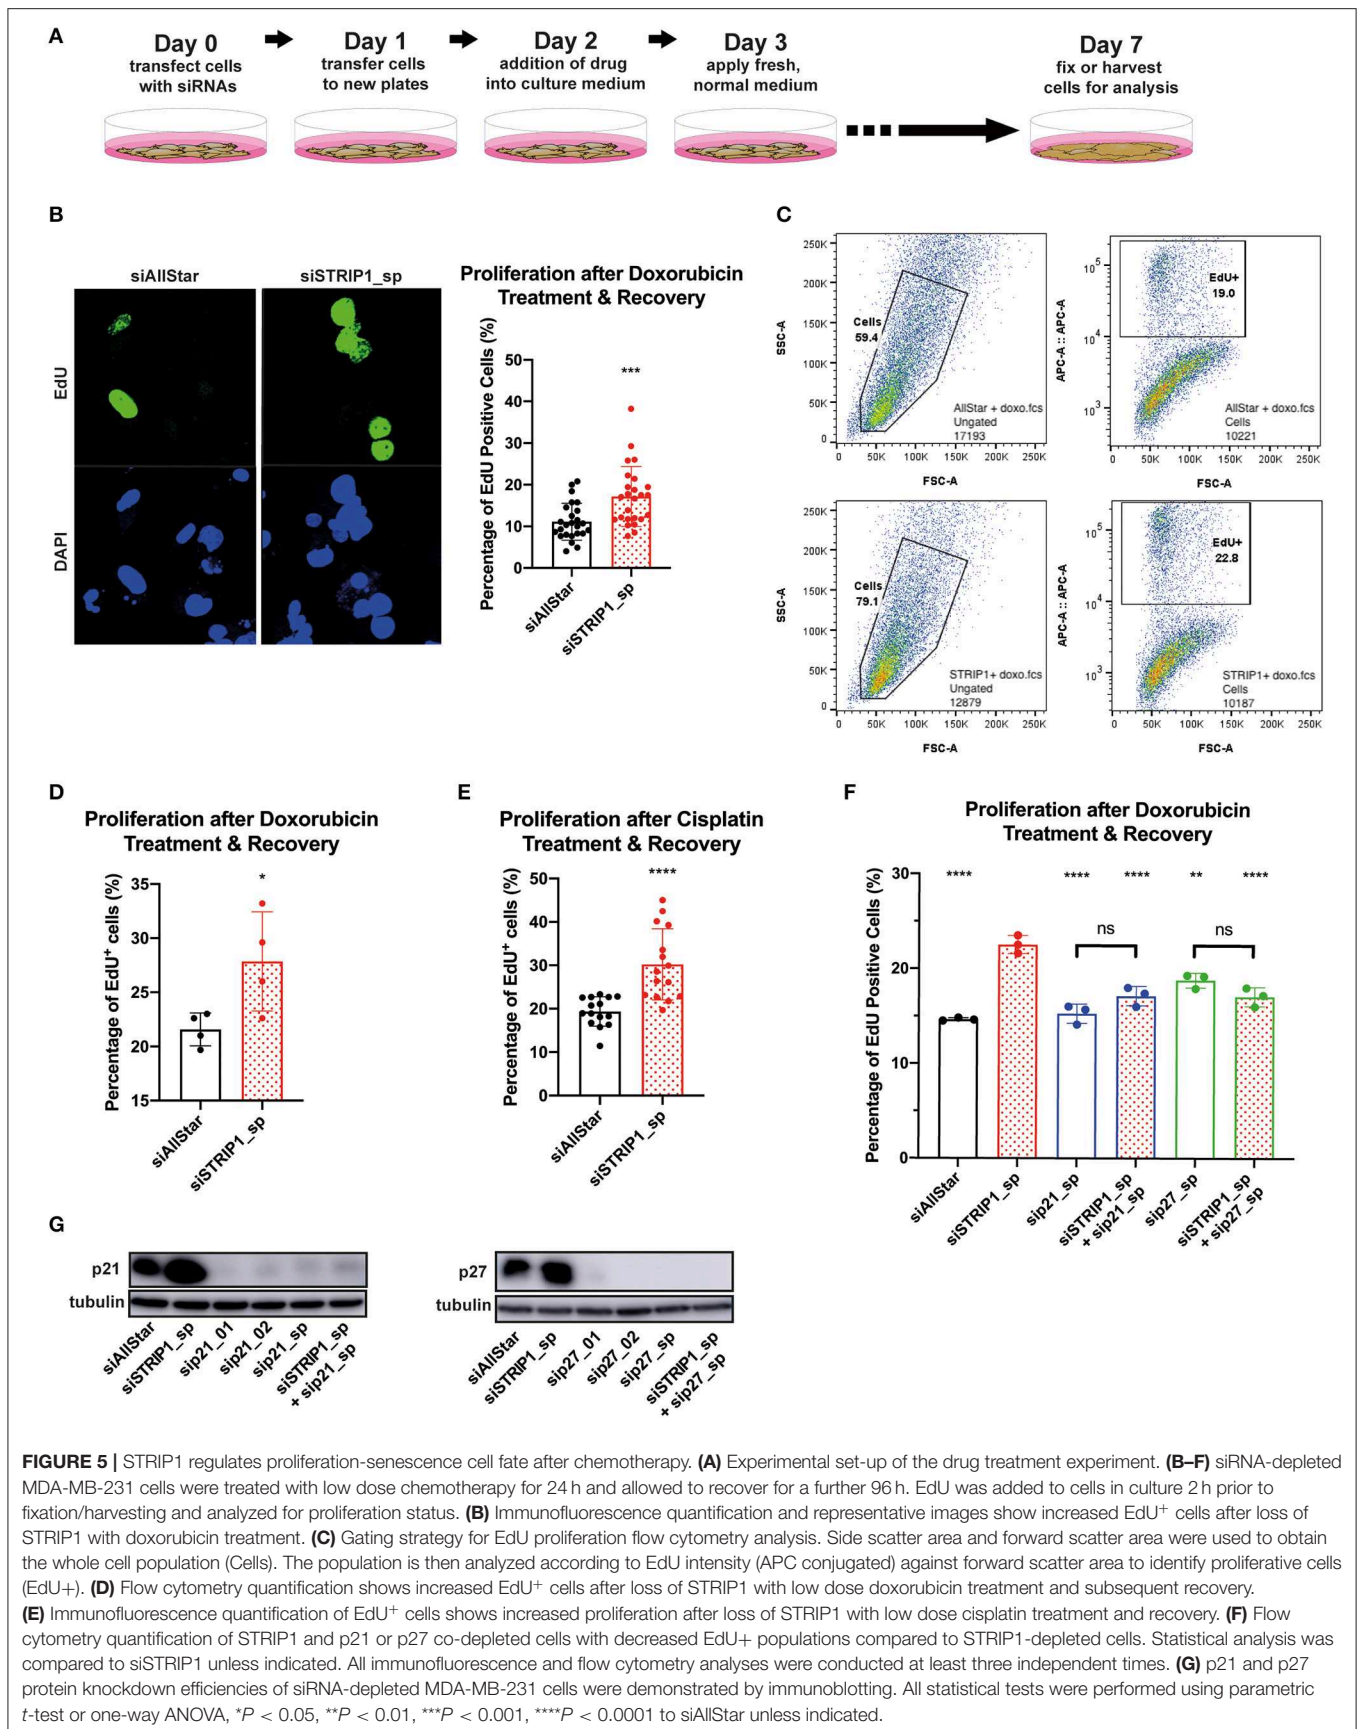 A
Day 0
transfect cells
with siRNAs
Day 1
transfer cells
to new plates
Day 2
addition of drug
into culture medium
Day 3
apply fresh,
normal medium
Day 7
fix or harvest
cells for analysis
B
siAllStar
siSTRIP1_sp
EdU
DAPI
Proliferation after Doxorubicin
Treatment & Recovery
Percentage of EdU Positive Cells (%)
50
40
30
20
10
0
***
siAllStar
siSTRIP1_sp
C
SSC-A
250K
200K
150K
100K
50K
0
Cells
59.4
AllStar + doxo.fcs
Ungated
17193
0 50K 100K 150K 200K 250K
FSC-A
APC-A :: APC-A
10^5
10^4
10^3
EdU+
19.0
AllStar + doxo.fcs
Cells
10221
0 50K 100K 150K 200K 250K
FSC-A
SSC-A
250K
200K
150K
100K
50K
0
Cells
79.1
STRIP1+ doxo.fcs
Ungated
12879
0 50K 100K 150K 200K 250K
FSC-A
APC-A :: APC-A
10^5
10^4
10^3
EdU+
22.8
STRIP1+ doxo.fcs
Cells
10187
0 50K 100K 150K 200K 250K
FSC-A
D
Proliferation after Doxorubicin
Treatment & Recovery
Percentage of EdU+ cells (%)
35
30
25
20
15
*
siAllStar
siSTRIP1_sp
E
Proliferation after Cisplatin
Treatment & Recovery
Percentage of EdU+ cells (%)
50
40
30
20
10
0
****
siAllStar
siSTRIP1_sp
F
Proliferation after Doxorubicin
Treatment & Recovery
Percentage of EdU Positive Cells (%)
30
20
10
0
**** **** **** ** ****
ns ns
siAllStar
siSTRIP1_sp
sip21_sp
siSTRIP1_sp
+ sip21_sp
sip27_sp
siSTRIP1_sp
+ sip27_sp
G
p21
tubulin
siAllStar
siSTRIP1_sp
sip21_01
sip21_02
sip21_sp
siSTRIP1_sp
+ sip21_sp
p27
tubulin
siAllStar
siSTRIP1_sp
sip27_01
sip27_02
sip27_sp
siSTRIP1_sp
+ sip27_sp
FIGURE 5 | STRIP1 regulates proliferation-senescence cell fate after chemotherapy. (A) Experimental set-up of the drug treatment experiment. (B–F) siRNA-depleted
MDA-MB-231 cells were treated with low dose chemotherapy for 24 h and allowed to recover for a further 96 h. EdU was added to cells in culture 2 h prior to
fixation/harvesting and analyzed for proliferation status. (B) Immunofluorescence quantification and representative images show increased EdU+ cells after loss of
STRIP1 with doxorubicin treatment. (C) Gating strategy for EdU proliferation flow cytometry analysis. Side scatter area and forward scatter area were used to obtain
the whole cell population (Cells). The population is then analyzed according to EdU intensity (APC conjugated) against forward scatter area to identify proliferative cells
(EdU+). (D) Flow cytometry quantification shows increased EdU+ cells after loss of STRIP1 with low dose doxorubicin treatment and subsequent recovery.
(E) Immunofluorescence quantification of EdU+ cells shows increased proliferation after loss of STRIP1 with low dose cisplatin treatment and recovery. (F) Flow
cytometry quantification of STRIP1 and p21 or p27 co-depleted cells with decreased EdU+ populations compared to STRIP1-depleted cells. Statistical analysis was
compared to siSTRIP1 unless indicated. All immunofluorescence and flow cytometry analyses were conducted at least three independent times. (G) p21 and p27
protein knockdown efficiencies of siRNA-depleted MDA-MB-231 cells were demonstrated by immunoblotting. All statistical tests were performed using parametric
t-test or one-way ANOVA, *P < 0.05, **P < 0.01, ***P < 0.001, ****P < 0.0001 to siAllStar unless indicated.